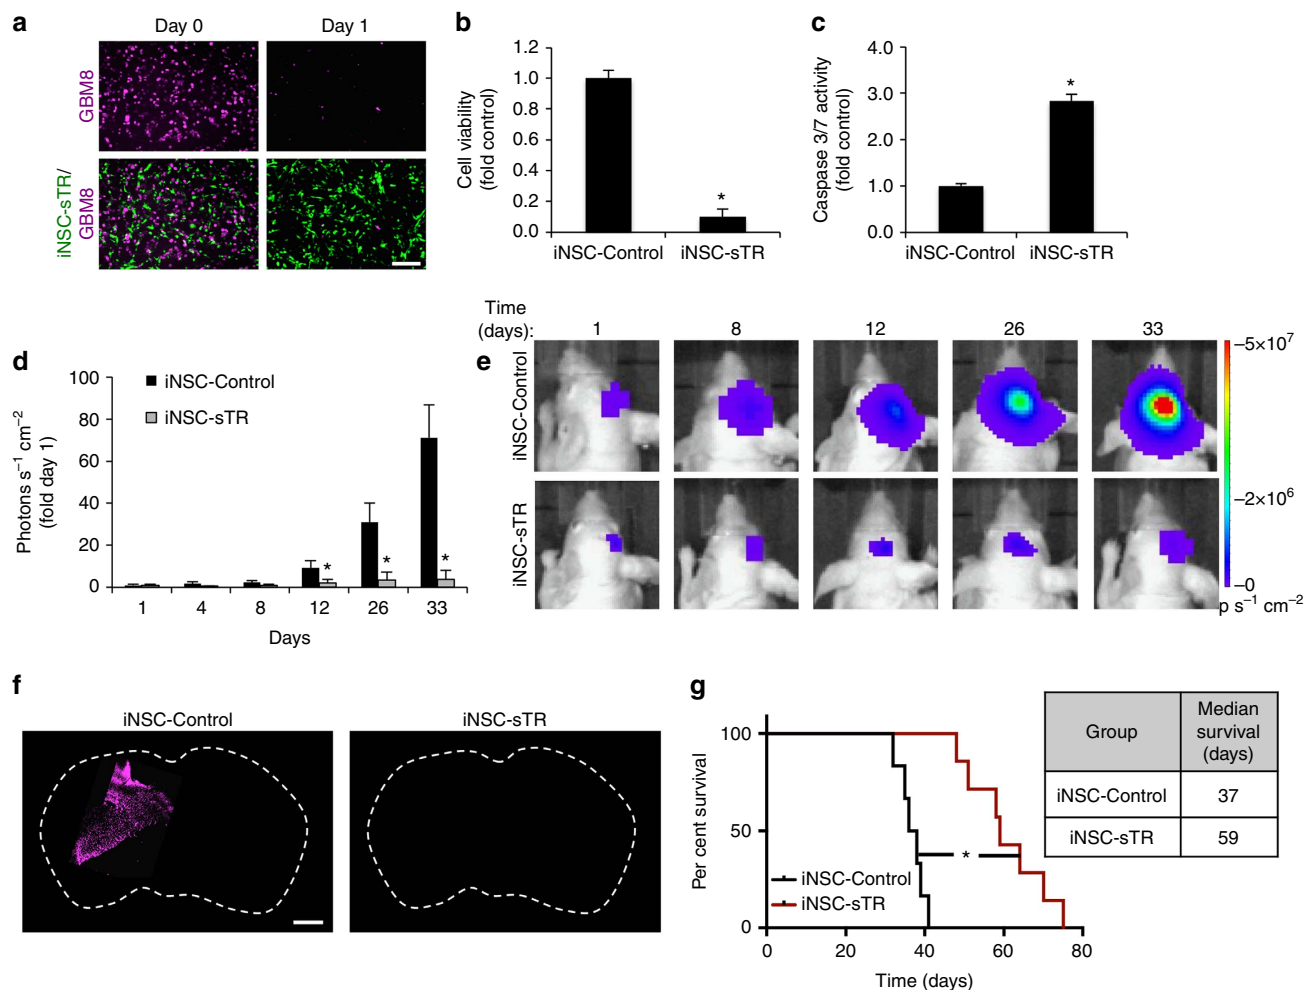 a
Day 0
Day 1
GBM8
iNSC-sTR/
GBM8
b
1.2
1.0
0.8
0.6
0.4
0.2
0.0
Cell viability
(fold control)
*
iNSC-Control
iNSC-sTR
c
4.0
3.0
2.0
1.0
0.0
Caspase 3/7 activity
(fold control)
*
iNSC-Control
iNSC-sTR
d
100
80
60
40
20
0
Photons s⁻¹ cm⁻²
(fold day 1)
iNSC-Control
iNSC-sTR
*
*
*
1
4
8
12
26
33
Days
e
Time
(days):
1
8
12
26
33
iNSC-Control
iNSC-sTR
–5×10⁷
–2×10⁶
–0
p s⁻¹ cm⁻²
f
iNSC-Control
iNSC-sTR
g
100
50
0
Per cent survival
*
iNSC-Control
iNSC-sTR
0
20
40
60
80
Time (days)
Group
Median
survival
(days)
iNSC-Control
37
iNSC-sTR
59